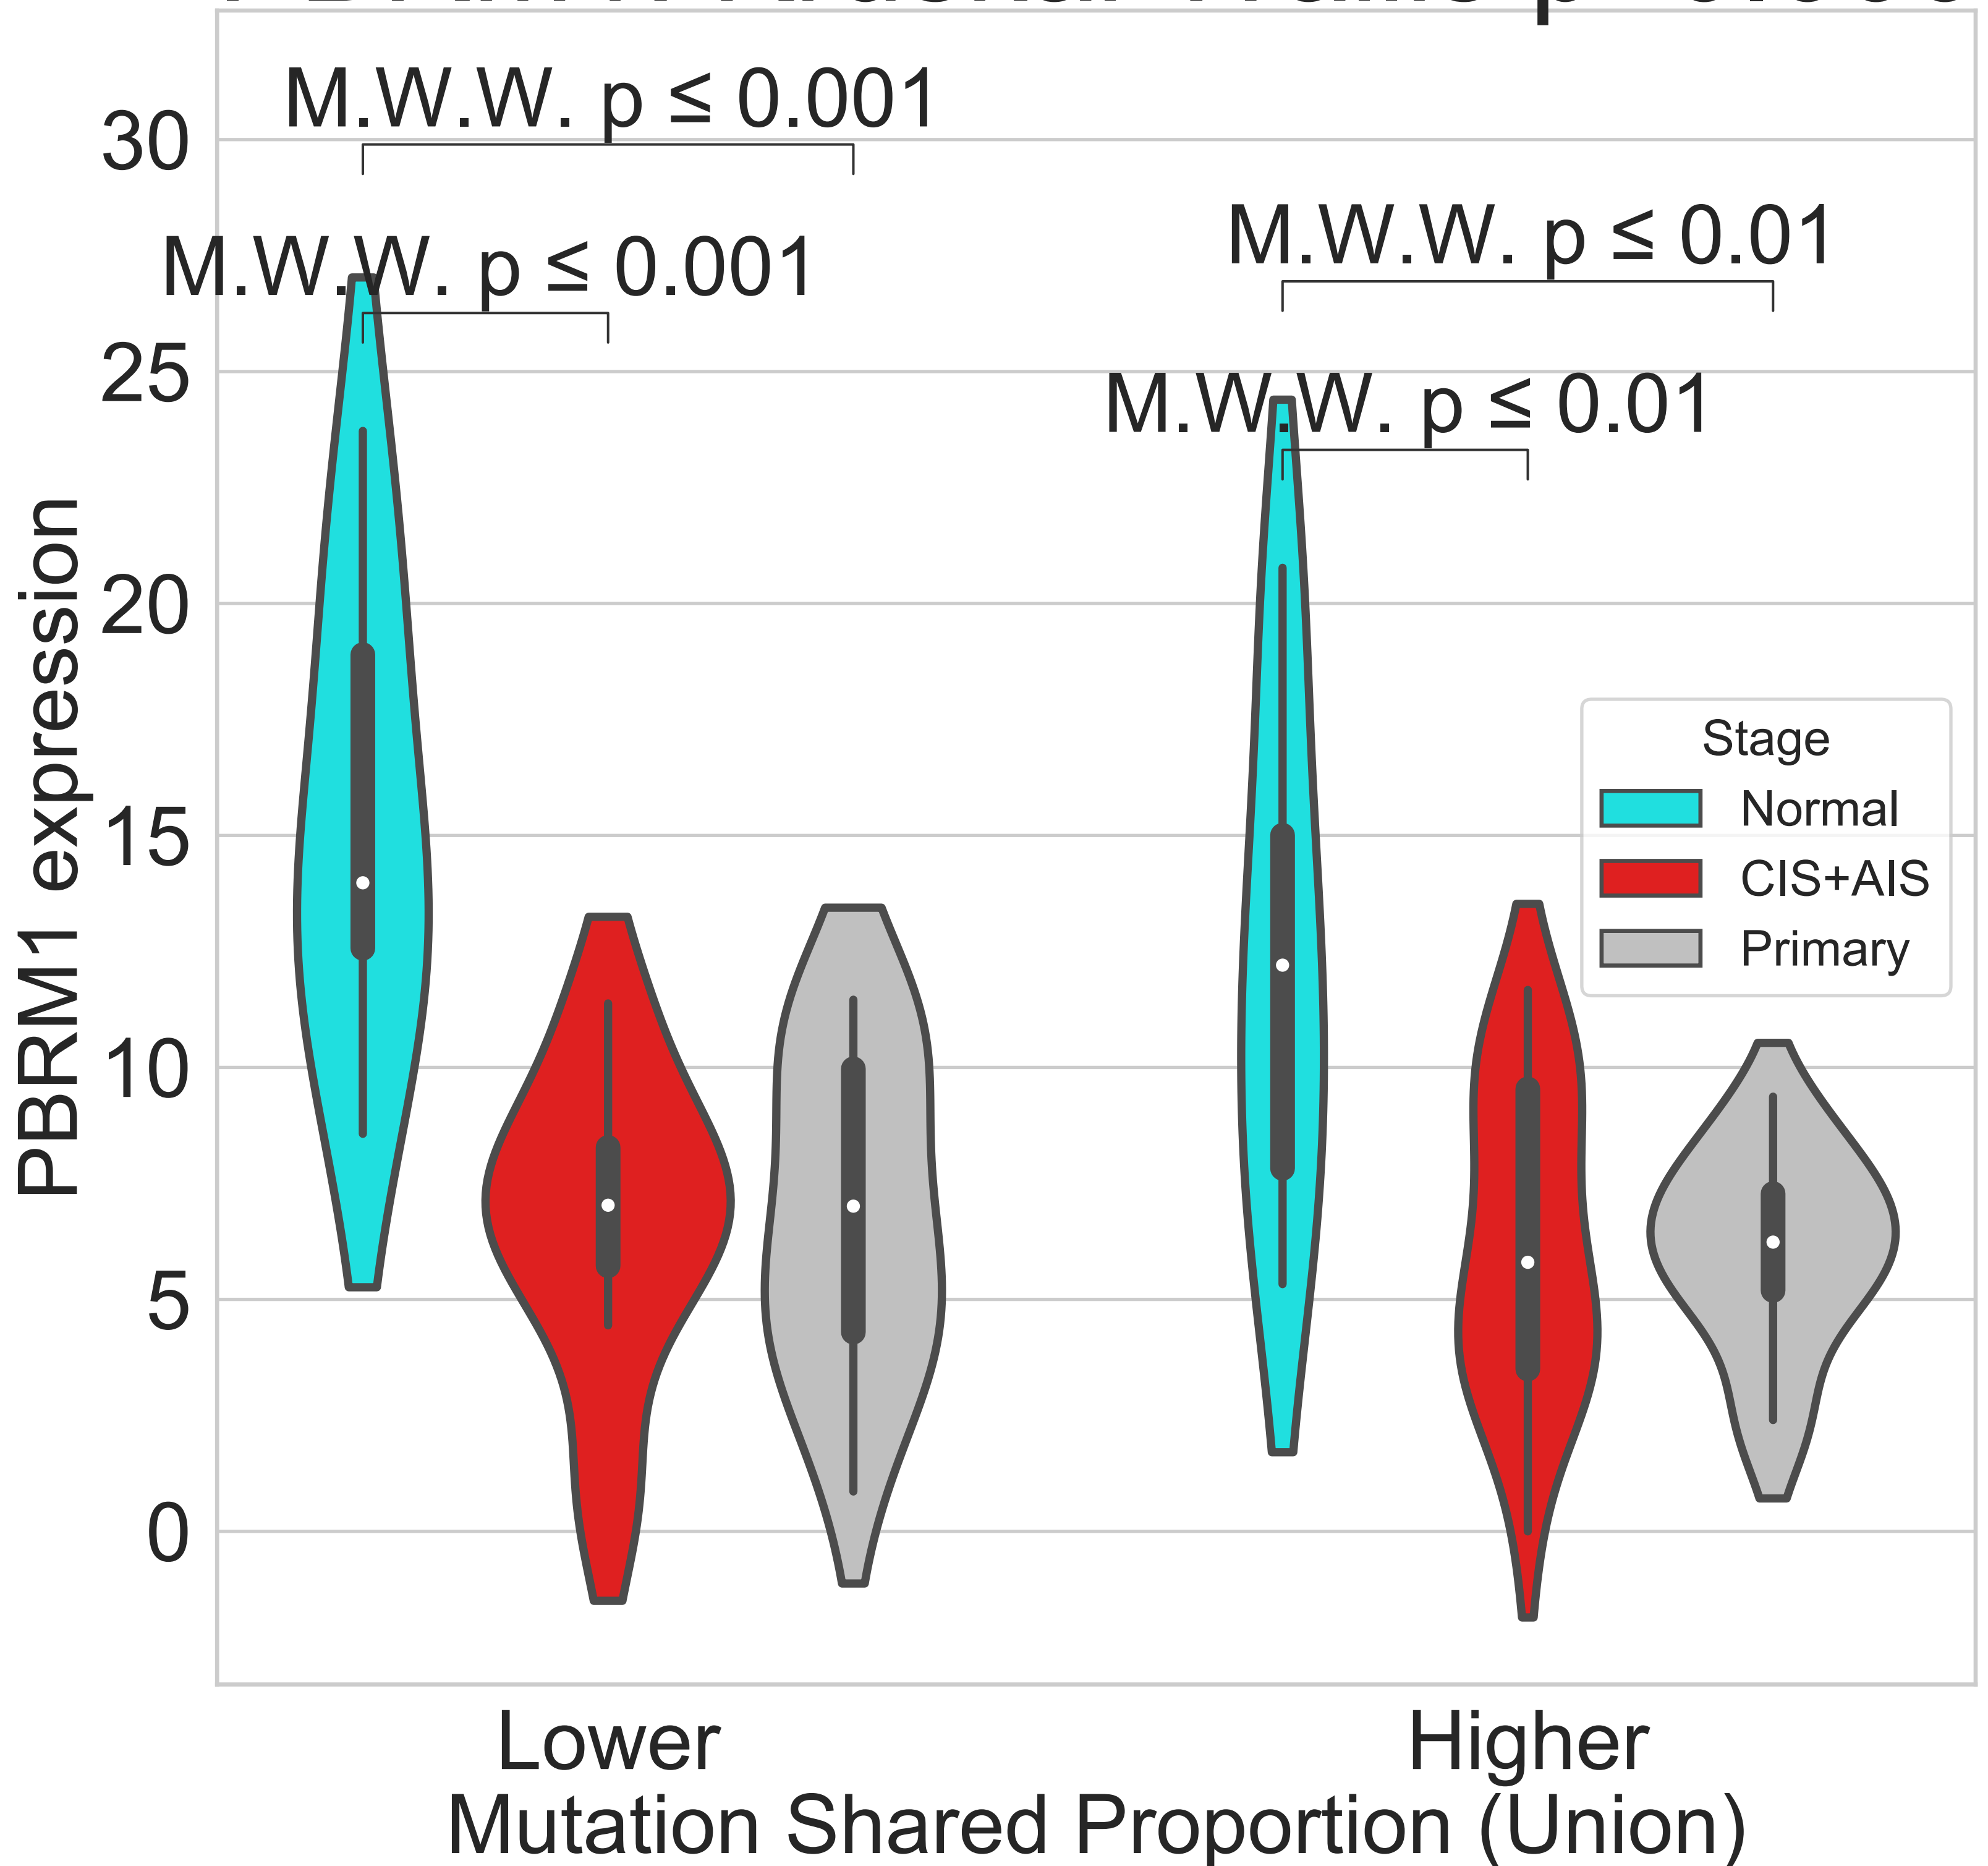 M.W.W. p ≤ 0.001
M.W.W. p ≤ 0.001
M.W.W. p ≤ 0.01
M.W.W. p ≤ 0.01
30
25
20
15
10
5
0
PBRM1 expression
Stage
Normal
CIS+AIS
Primary
Lower
Higher
Mutation Shared Proportion (Union)